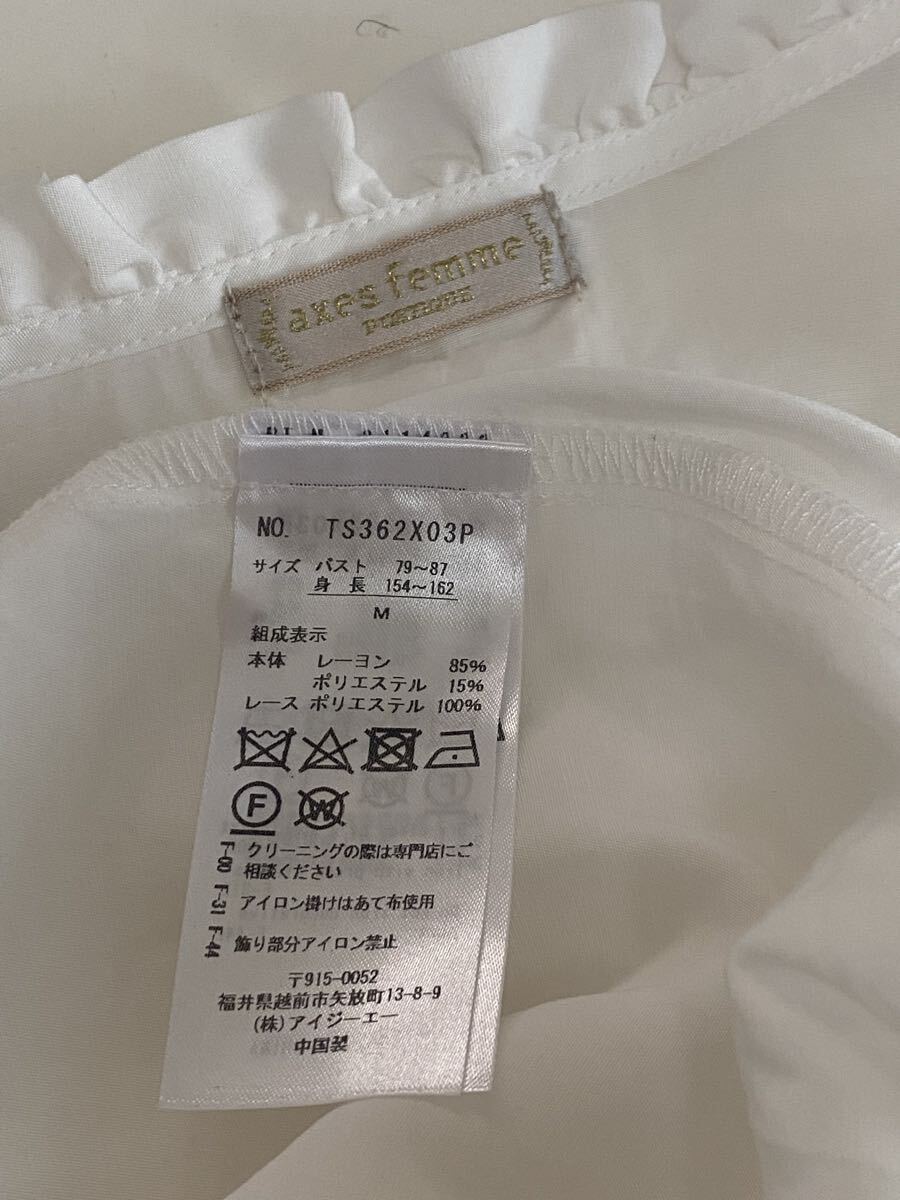 axes femme
POETIQUE
NO. TS362X03P
サイズ バスト 79～87
身長 154～162
M
組成表示
本体 レーヨン 85%
ポリエステル 15%
レース ポリエステル 100%
F
W
F-09 クリーニングの際は専門店にご
相談ください
F-31 アイロン掛けはあて布使用
F-44 飾り部分アイロン禁止
〒915-0052
福井県越前市矢放町13-8-9
(株)アイジーエー
中国製